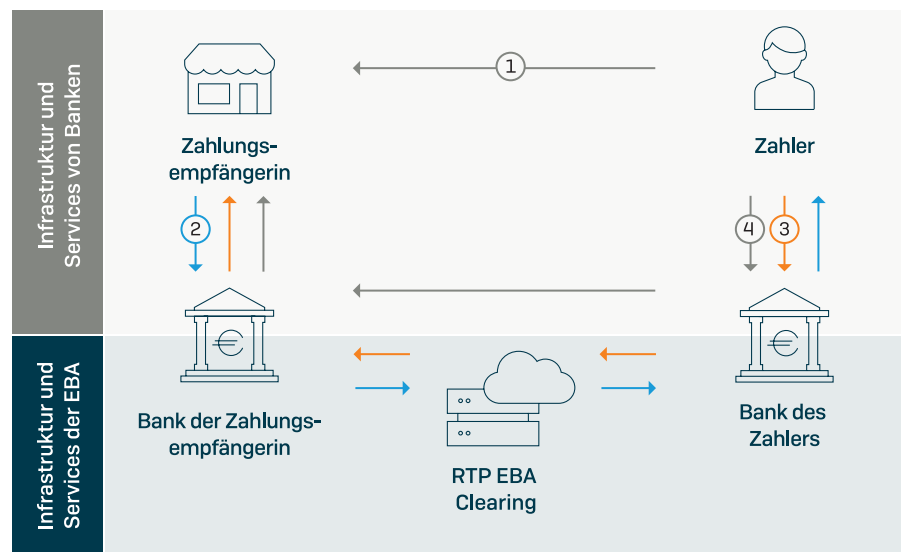 Infrastruktur und
Services von Banken
1
Zahlungs-
empfängerin
Zahler
2
4
3
Infrastruktur und
Services der EBA
Bank der Zahlungs-
empfängerin
RTP EBA
Clearing
Bank des
Zahlers